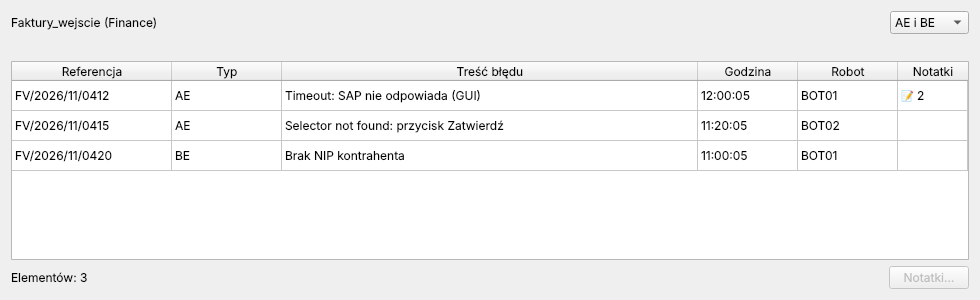 Faktury_wejscie (Finance)
AE i BE
Referencja Typ Treść błędu Godzina Robot Notatki
FV/2026/11/0412 AE Timeout: SAP nie odpowiada (GUI) 12:00:05 BOT01 📝 2
FV/2026/11/0415 AE Selector not found: przycisk Zatwierdź 11:20:05 BOT02
FV/2026/11/0420 BE Brak NIP kontrahenta 11:00:05 BOT01
Elementów: 3
Notatki...